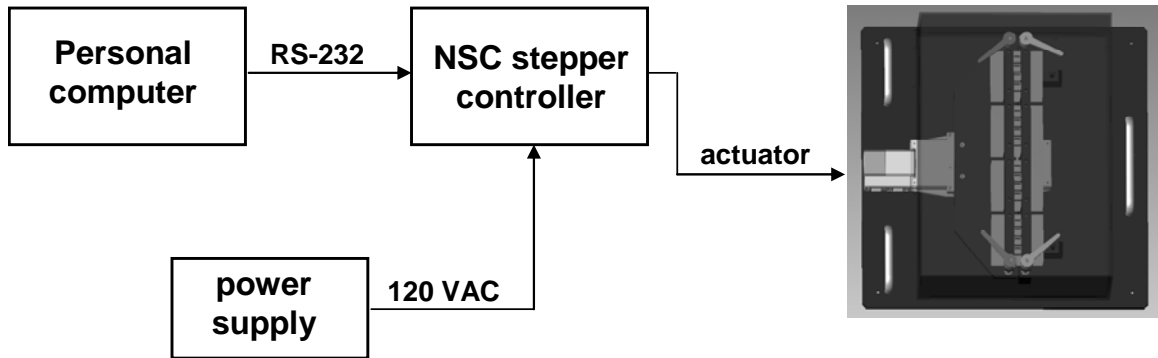 Personal
computer
RS-232
NSC stepper
controller
actuator
power
supply
120 VAC